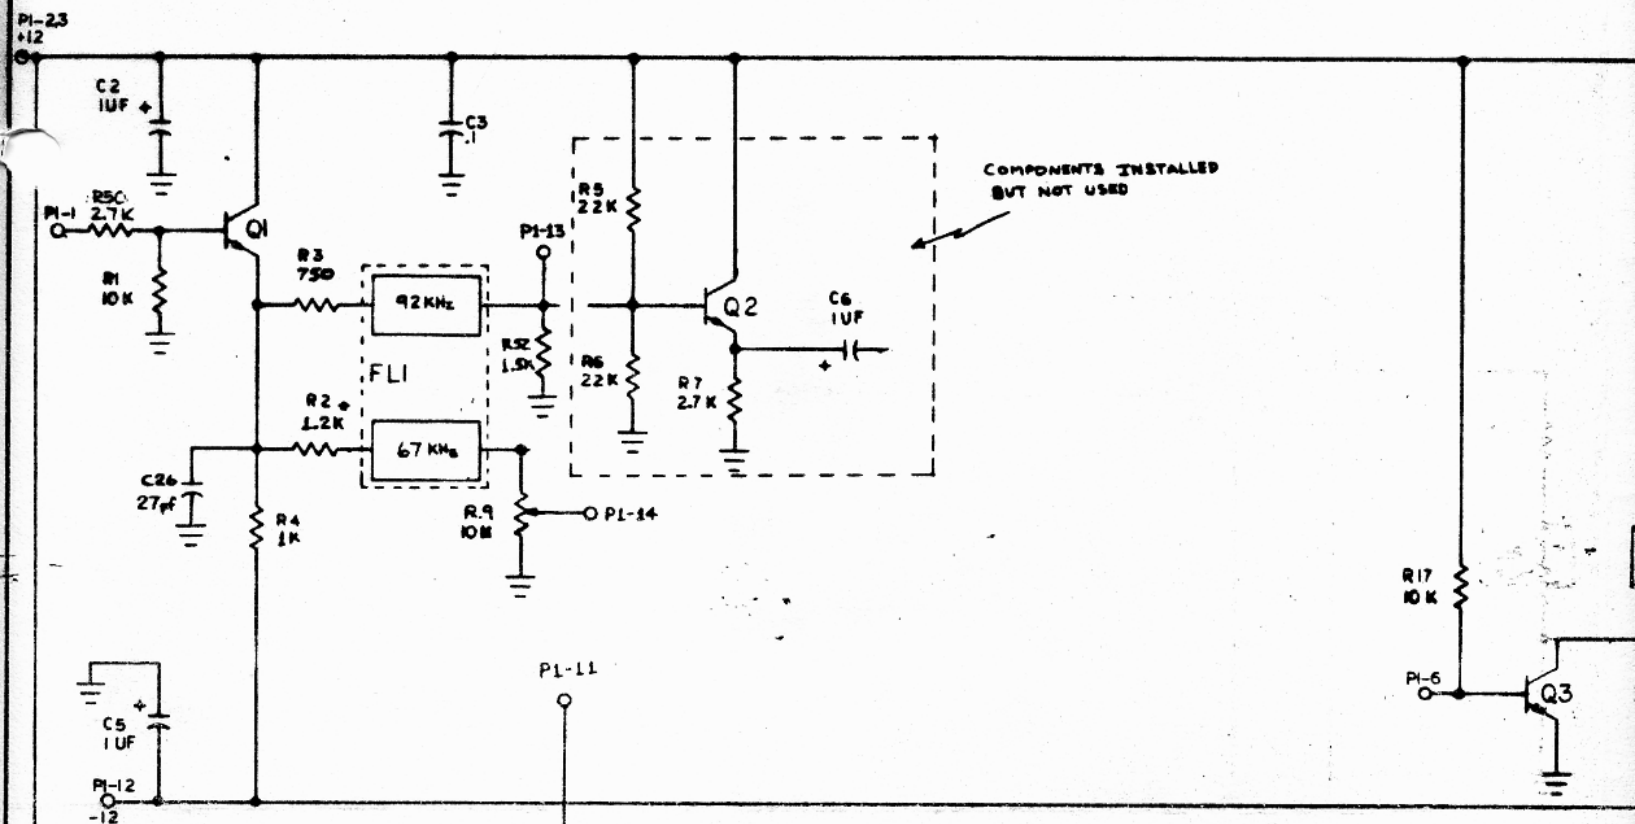 P1-23
+12
C2
1UF +
C3
.1
COMPONENTS INSTALLED
BUT NOT USED
R50
2.7K
P1-1
Q1
R1
10K
R3
750
P1-13
R5
22K
92KHz
Q2
C6
1UF
+
R52
1.5K
R6
22K
R7
2.7K
FL1
R2
1.2K
67KHz
C26
27pf
R4
1K
R9
10K
P1-14
R17
10K
P1-6
Q3
P1-11
+
C5
1UF
P1-12
-12